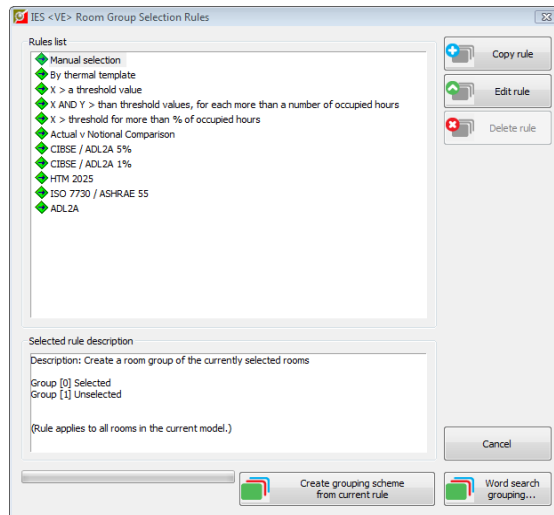 IES <VE> Room Group Selection Rules
Rules list
Manual selection
By thermal template
X > a threshold value
X AND Y > than threshold values, for each more than a number of occupied hours
X > threshold for more than % of occupied hours
Actual v Notional Comparison
CIBSE / ADL2A 5%
CIBSE / ADL2A 1%
HTM 2025
ISO 7730 / ASHRAE 55
ADL2A
Copy rule
Edit rule
Delete rule
Selected rule description
Description: Create a room group of the currently selected rooms
Group [0] Selected
Group [1] Unselected
(Rule applies to all rooms in the current model.)
Cancel
Create grouping scheme
from current rule
Word search
grouping...